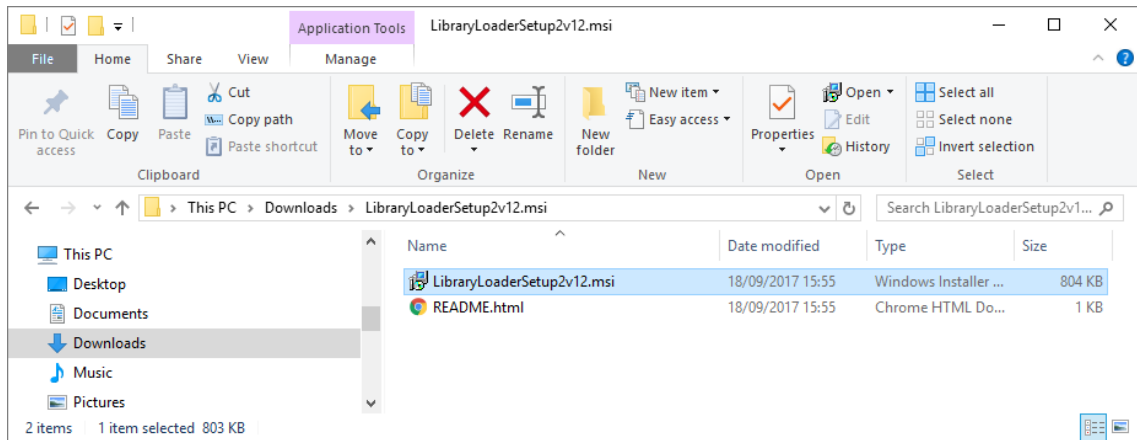 Application Tools LibraryLoaderSetup2v12.msi
File Home Share View Manage
Pin to Quick access
Copy
Paste
Cut
Copy path
Paste shortcut
Clipboard
Move to
Copy to
Delete
Rename
Organize
New folder
New item
Easy access
New
Properties
Open
Edit
History
Open
Select all
Select none
Invert selection
Select
This PC > Downloads > LibraryLoaderSetup2v12.msi
Search LibraryLoaderSetup2v1...
This PC
Desktop
Documents
Downloads
Music
Pictures
Name Date modified Type Size
LibraryLoaderSetup2v12.msi 18/09/2017 15:55 Windows Installer ... 804 KB
README.html 18/09/2017 15:55 Chrome HTML Do... 1 KB
2 items 1 item selected 803 KB